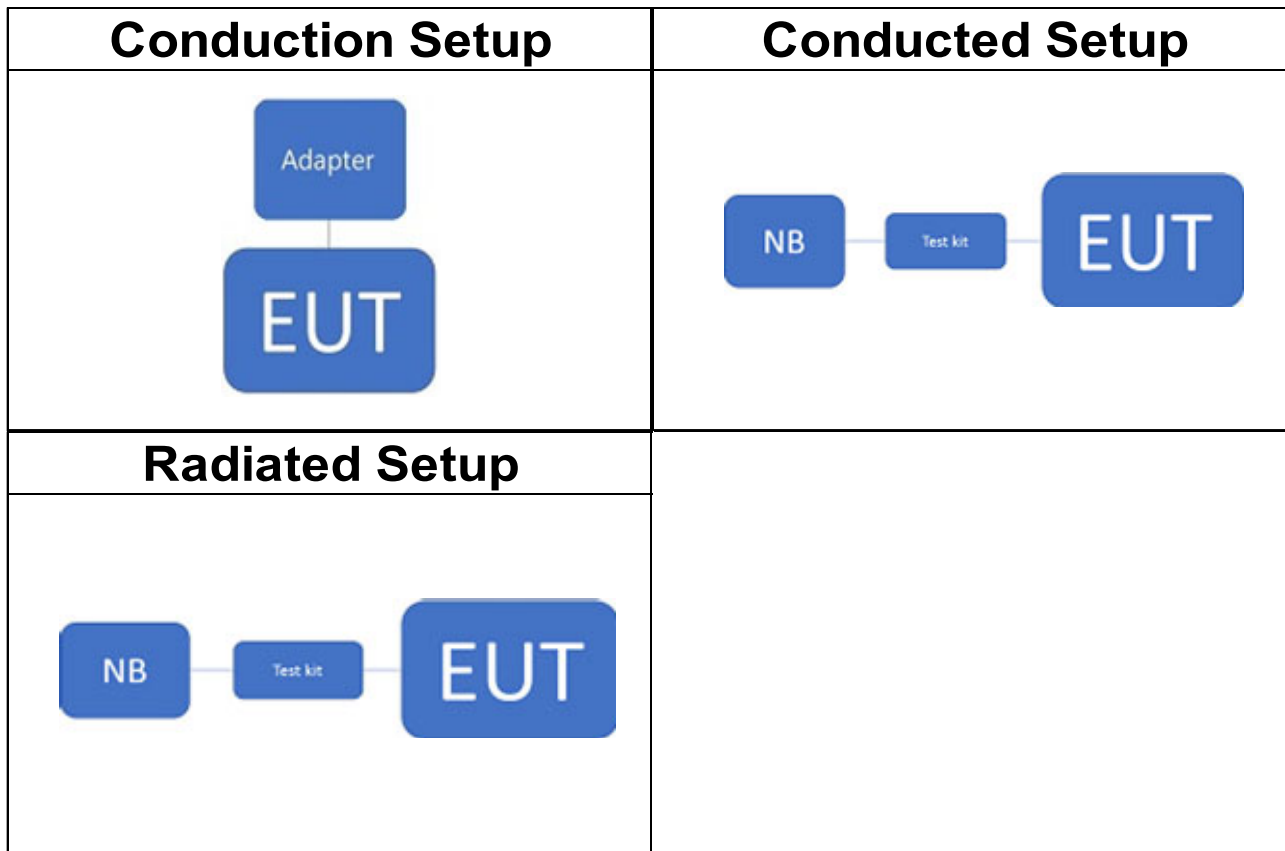 Conduction Setup
Conducted Setup
Adapter
EUT
NB
Test kit
EUT
Radiated Setup
NB
Test kit
EUT